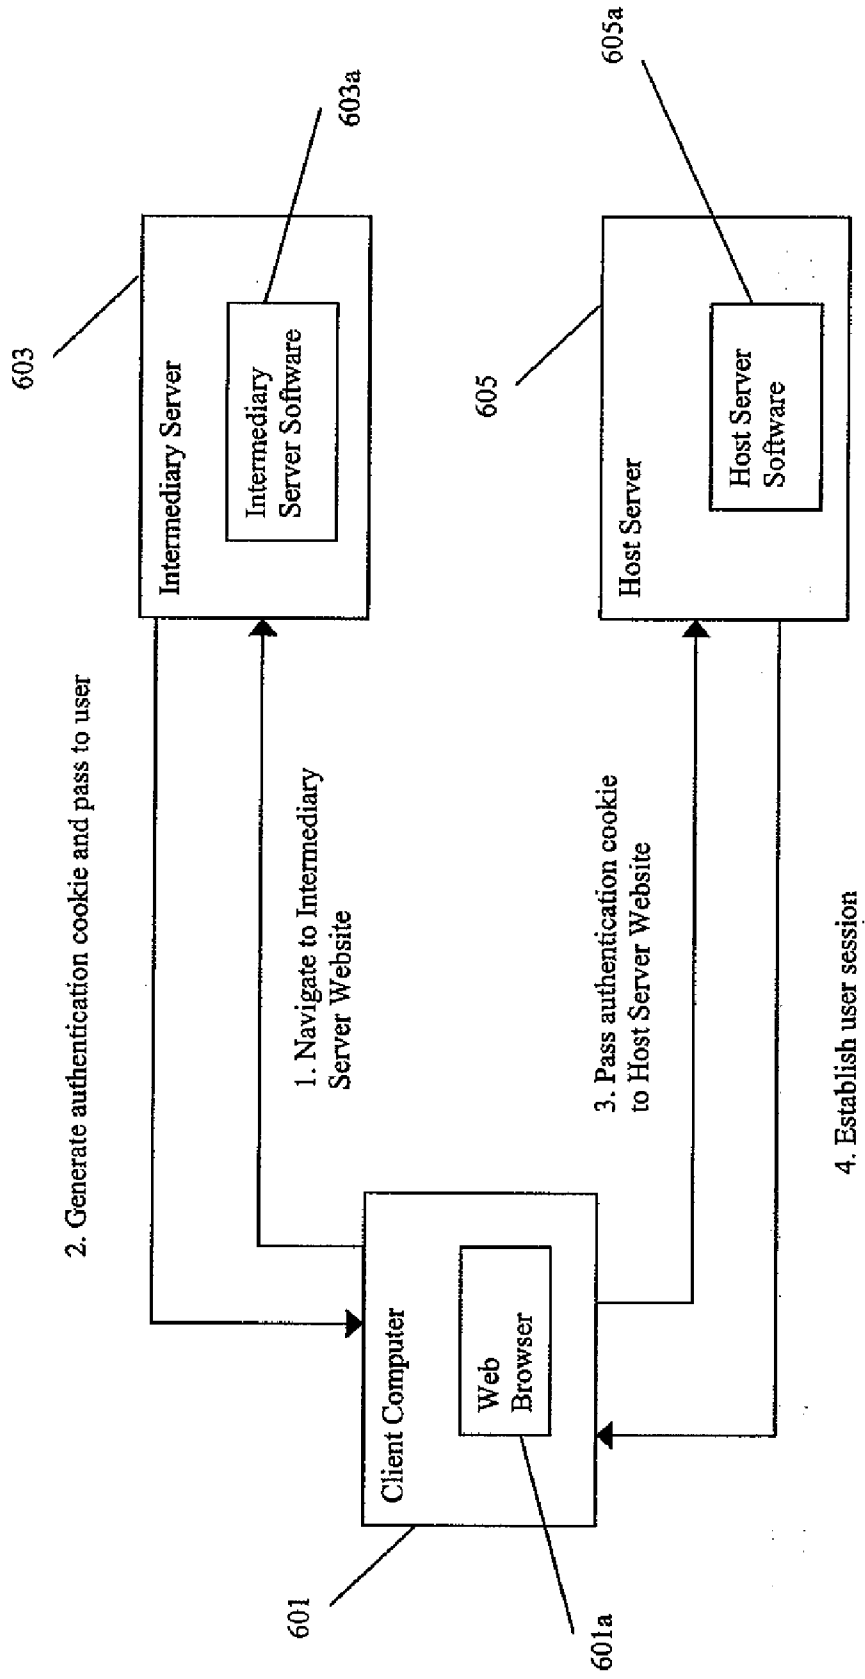 603
2. Generate authentication cookie and pass to user
Intermediary Server
Intermediary
Server Software
603a
1. Navigate to Intermediary
Server Website
Client Computer
Web
Browser
601
601a
605
3. Pass authentication cookie
to Host Server Website
Host Server
Host Server
Software
605a
4. Establish user session